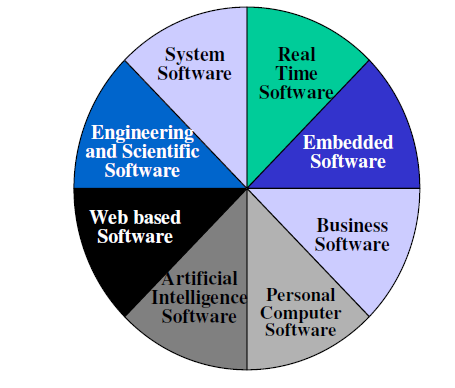 System
Software
Real
Time
Software
Embedded
Software
Business
Software
Personal
Computer
Software
Artificial
Intelligence
Software
Web based
Software
Engineering
and Scientific
Software